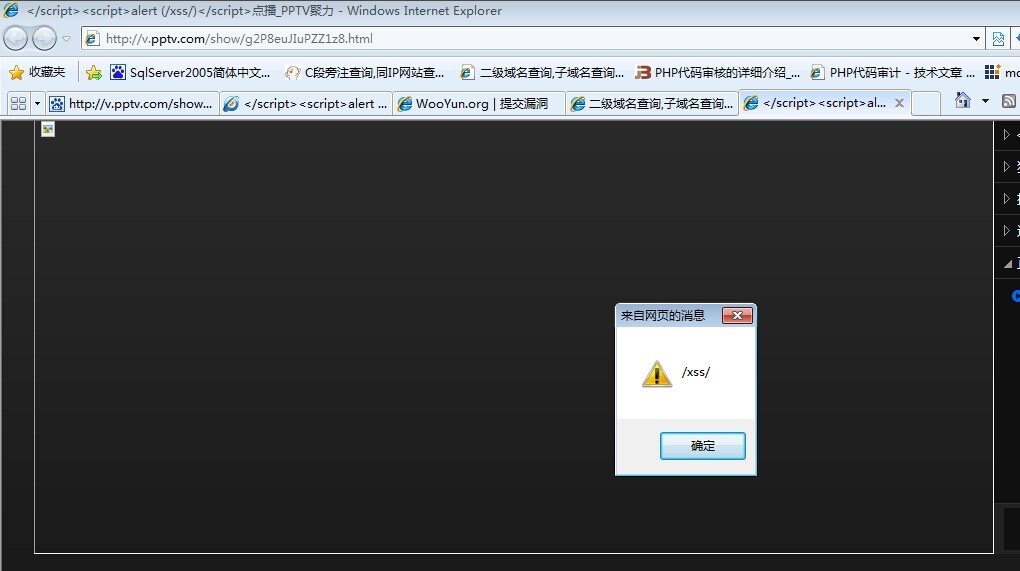 </script><script>alert (/xss/)</script>点播_PPTV聚力 - Windows Internet Explorer
http://v.pptv.com/show/g2P8euJIuPZZ1z8.html
收藏夹 SqlServer2005简体中文... C段旁注查询,同IP网站查... 二级域名查询,子域名查询... PHP代码审核的详细介绍_... PHP代码审计 - 技术文章 ...
http://v.pptv.com/show... </script><script>alert ... WooYun.org | 提交漏洞 二级域名查询,子域名查询... </script><script>al...
来自网页的消息
/xss/
确定